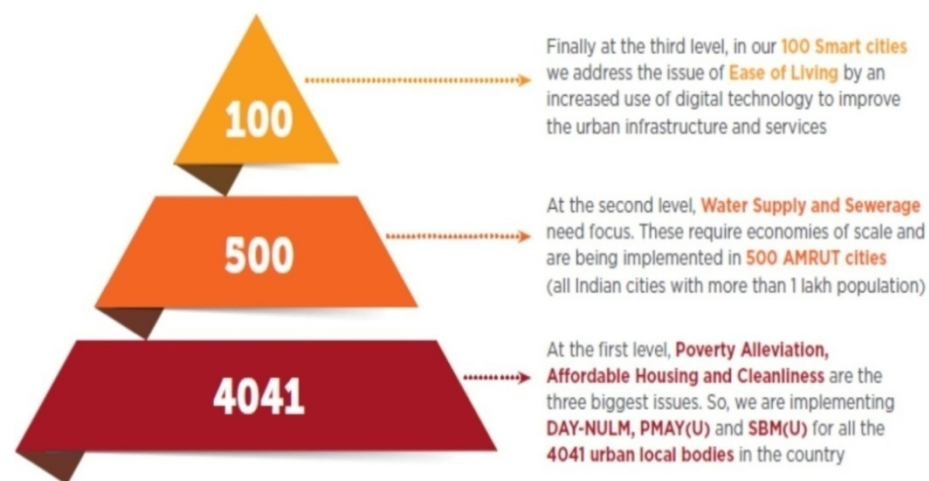 100
Finally at the third level, in our 100 Smart cities
we address the issue of Ease of Living by an
increased use of digital technology to improve
the urban infrastructure and services
500
At the second level, Water Supply and Sewerage
need focus. These require economies of scale and
are being implemented in 500 AMRUT cities
(all Indian cities with more than 1 lakh population)
4041
At the first level, Poverty Alleviation,
Affordable Housing and Cleanliness are the
three biggest issues. So, we are implementing
DAY-NULM, PMAY(U) and SBM(U) for all the
4041 urban local bodies in the country